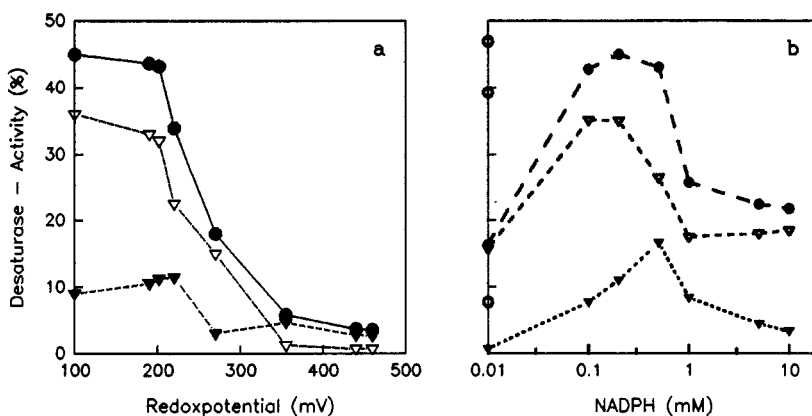 a
b
Desaturase – Activity (%)
50
40
30
20
10
0
100 200 300 400 500
Redoxpotential (mV)
0.01 0.1 1 10
NADPH (mM)